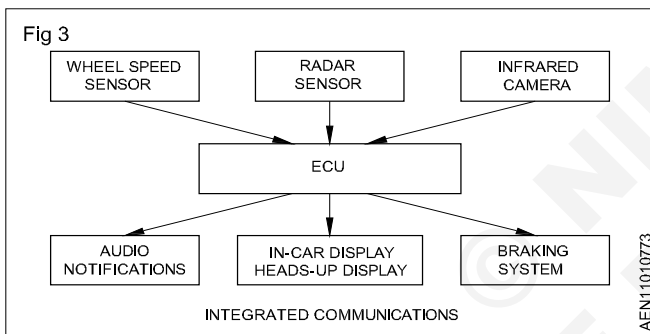 Fig 3
WHEEL SPEED
SENSOR
RADAR
SENSOR
INFRARED
CAMERA
ECU
AUDIO
NOTIFICATIONS
IN-CAR DISPLAY
HEADS-UP DISPLAY
BRAKING
SYSTEM
INTEGRATED COMMUNICATIONS
AEN11010773